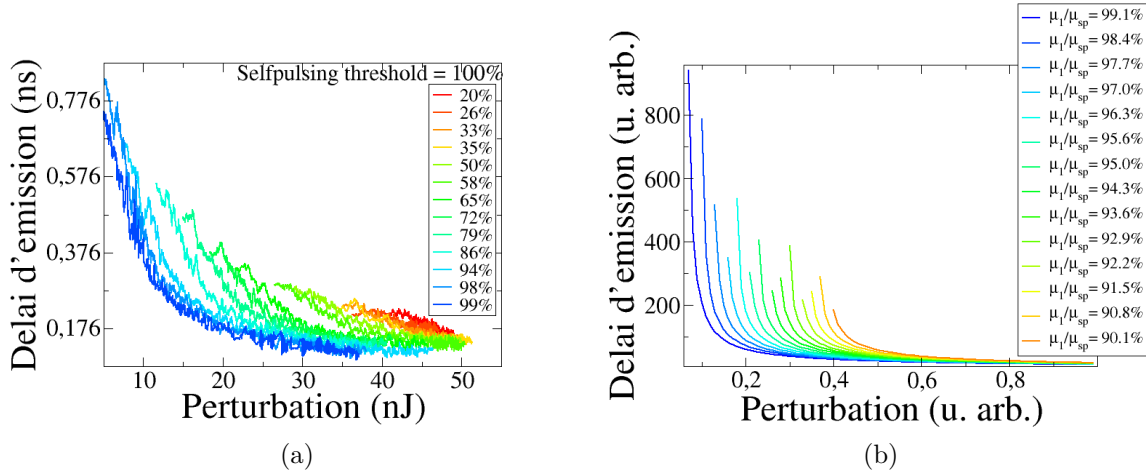 Delai d'emission (ns)
0,776
0,576
0,376
0,176
Selfpulsing threshold = 100%
20%
26%
33%
35%
50%
58%
65%
72%
79%
86%
94%
98%
99%
10 20 30 40 50
Perturbation (nJ)
(a)
Delai d'emission (u. arb.)
800
600
400
200
μ1/μsp = 99.1%
μ1/μsp = 98.4%
μ1/μsp = 97.7%
μ1/μsp = 97.0%
μ1/μsp = 96.3%
μ1/μsp = 95.6%
μ1/μsp = 95.0%
μ1/μsp = 94.3%
μ1/μsp = 93.6%
μ1/μsp = 92.9%
μ1/μsp = 92.2%
μ1/μsp = 91.5%
μ1/μsp = 90.8%
μ1/μsp = 90.1%
0,2 0,4 0,6 0,8
Perturbation (u. arb.)
(b)